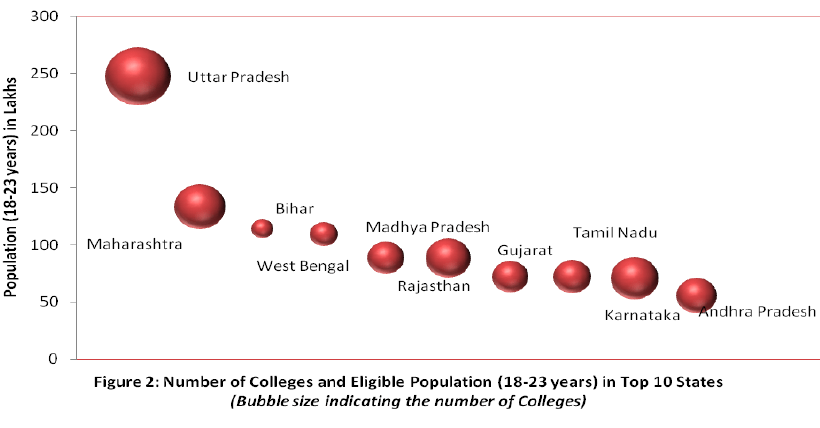 300
250
200
150
100
50
0
Population (18-23 years) in Lakhs
Uttar Pradesh
Maharashtra
Bihar
West Bengal
Madhya Pradesh
Rajasthan
Gujarat
Tamil Nadu
Karnataka
Andhra Pradesh
Figure 2: Number of Colleges and Eligible Population (18-23 years) in Top 10 States
(Bubble size indicating the number of Colleges)